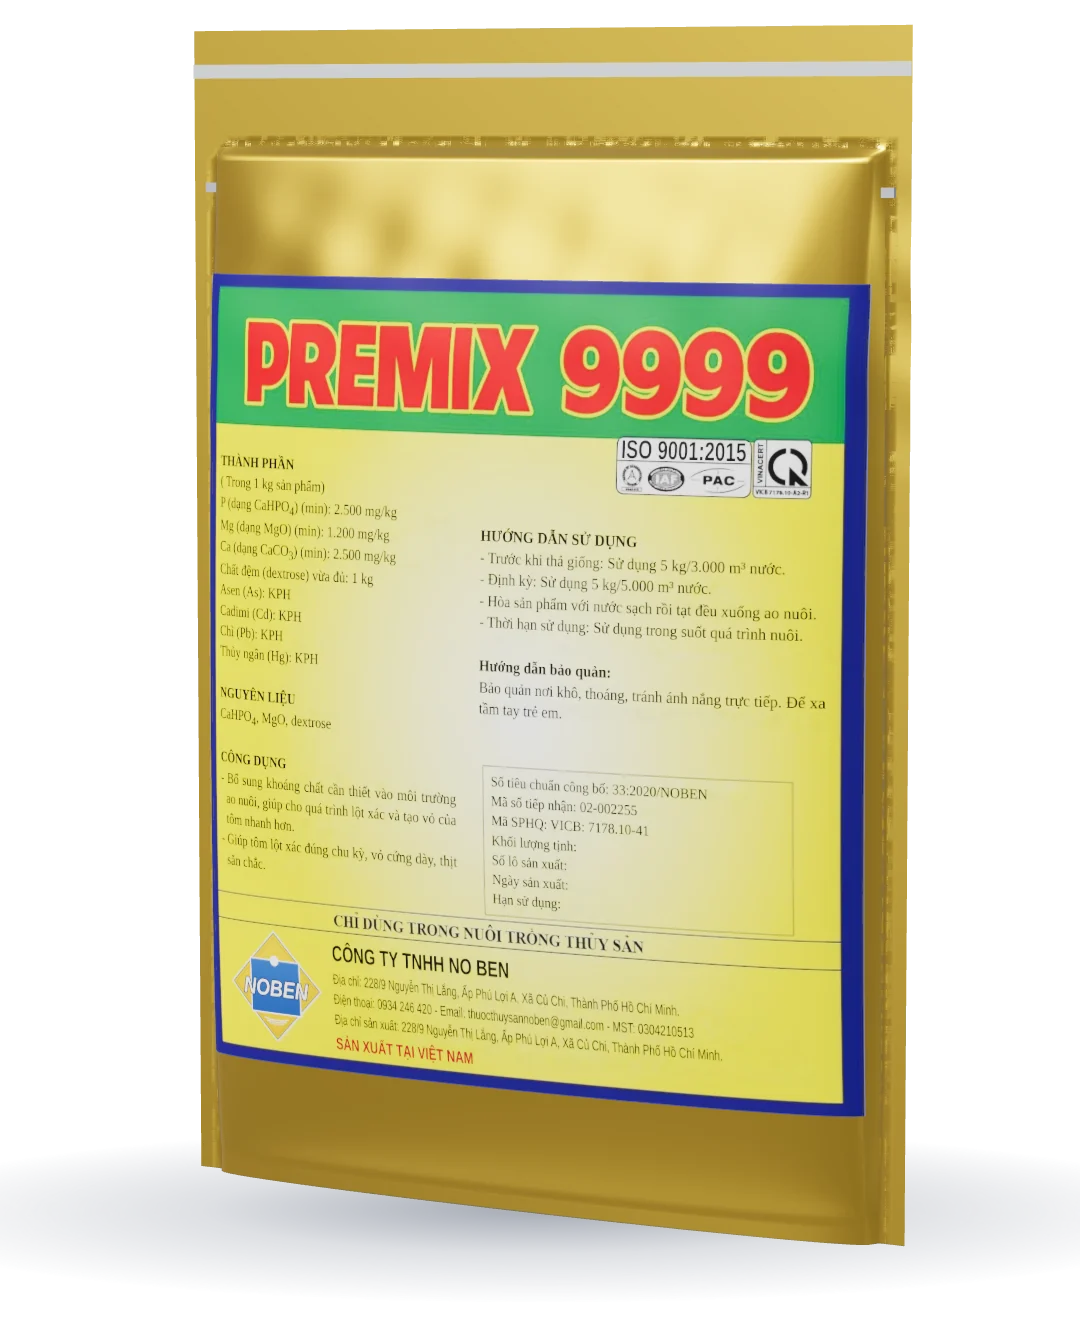 PREMIX 9999
ISO 9001:2015
IAF
PAC
VINACERT
THÀNH PHẦN
( Trong 1 kg sản phẩm)
P (dạng CaHPO₄) (min): 2.500 mg/kg
Mg (dạng MgO) (min): 1.200 mg/kg
Ca (dạng CaCO₃) (min): 2.500 mg/kg
Chất đệm (dextrose) vừa đủ: 1 kg
Asen (As): KPH
Cadimi (Cd): KPH
Chì (Pb): KPH
Thủy ngân (Hg): KPH
NGUYÊN LIỆU
CaHPO₄, MgO, dextrose
CÔNG DỤNG
- Bổ sung khoáng chất cần thiết vào môi trường
ao nuôi, giúp cho quá trình lột xác và tạo vỏ của
tôm nhanh hơn.
- Giúp tôm lột xác đúng chu kỳ, vỏ cứng dày, thịt
săn chắc.
HƯỚNG DẪN SỬ DỤNG
- Trước khi thả giống: Sử dụng 5 kg/3.000 m³ nước.
- Định kỳ: Sử dụng 5 kg/5.000 m³ nước.
- Hòa sản phẩm với nước sạch rồi tạt đều xuống ao nuôi.
- Thời hạn sử dụng: Sử dụng trong suốt quá trình nuôi.
Hướng dẫn bảo quản:
Bảo quản nơi khô, thoáng, tránh ánh nắng trực tiếp. Để xa
tầm tay trẻ em.
Số tiêu chuẩn công bố: 33:2020/NOBEN
Mã số tiếp nhận: 02-002255
Mã SPHQ: VICB: 7178.10-41
Khối lượng tịnh:
Số lô sản xuất:
Ngày sản xuất:
Hạn sử dụng:
CHỈ DÙNG TRONG NUÔI TRỒNG THỦY SẢN
NOBEN
CÔNG TY TNHH NO BEN
Địa chỉ: 228/9 Nguyễn Thị Lắng, Ấp Phú Lợi A, Xã Củ Chi, Thành Phố Hồ Chí Minh.
Điện thoại: 0934 246 420 - Email: thuocthuysannoben@gmail.com - MST: 0304210513
Địa chỉ sản xuất: 228/9 Nguyễn Thị Lắng, Ấp Phú Lợi A, Xã Củ Chi, Thành Phố Hồ Chí Minh.
SẢN XUẤT TẠI VIỆT NAM